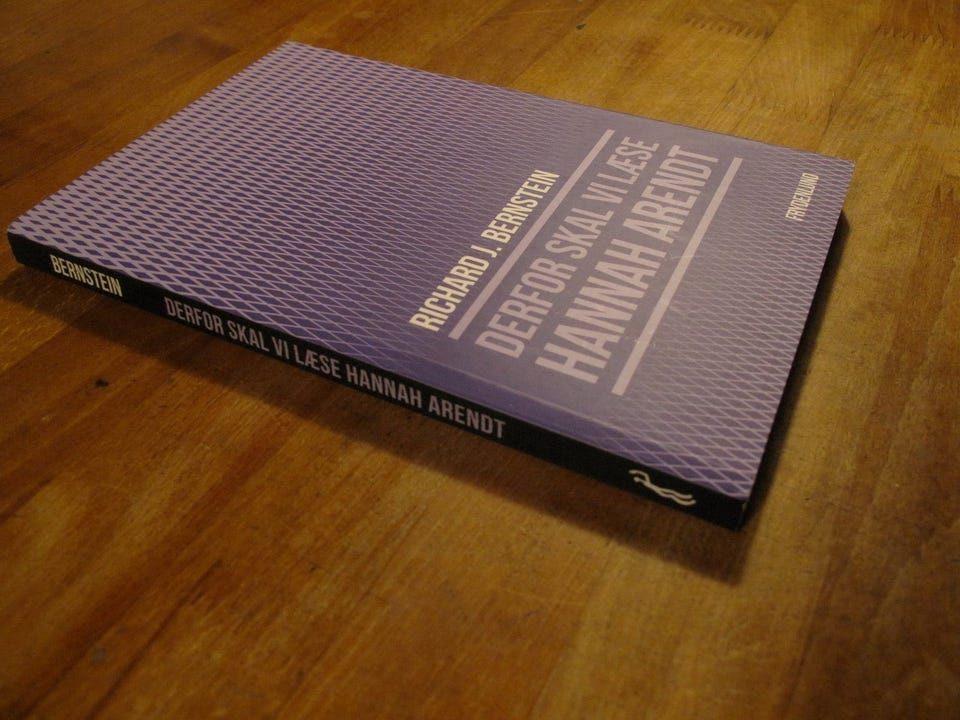 RICHARD J. BERNSTEIN
DERFOR SKAL VI LÆSE
HANNAH ARENDT
FRYDENLUND
BERNSTEIN
DERFOR SKAL VI LÆSE HANNAH ARENDT